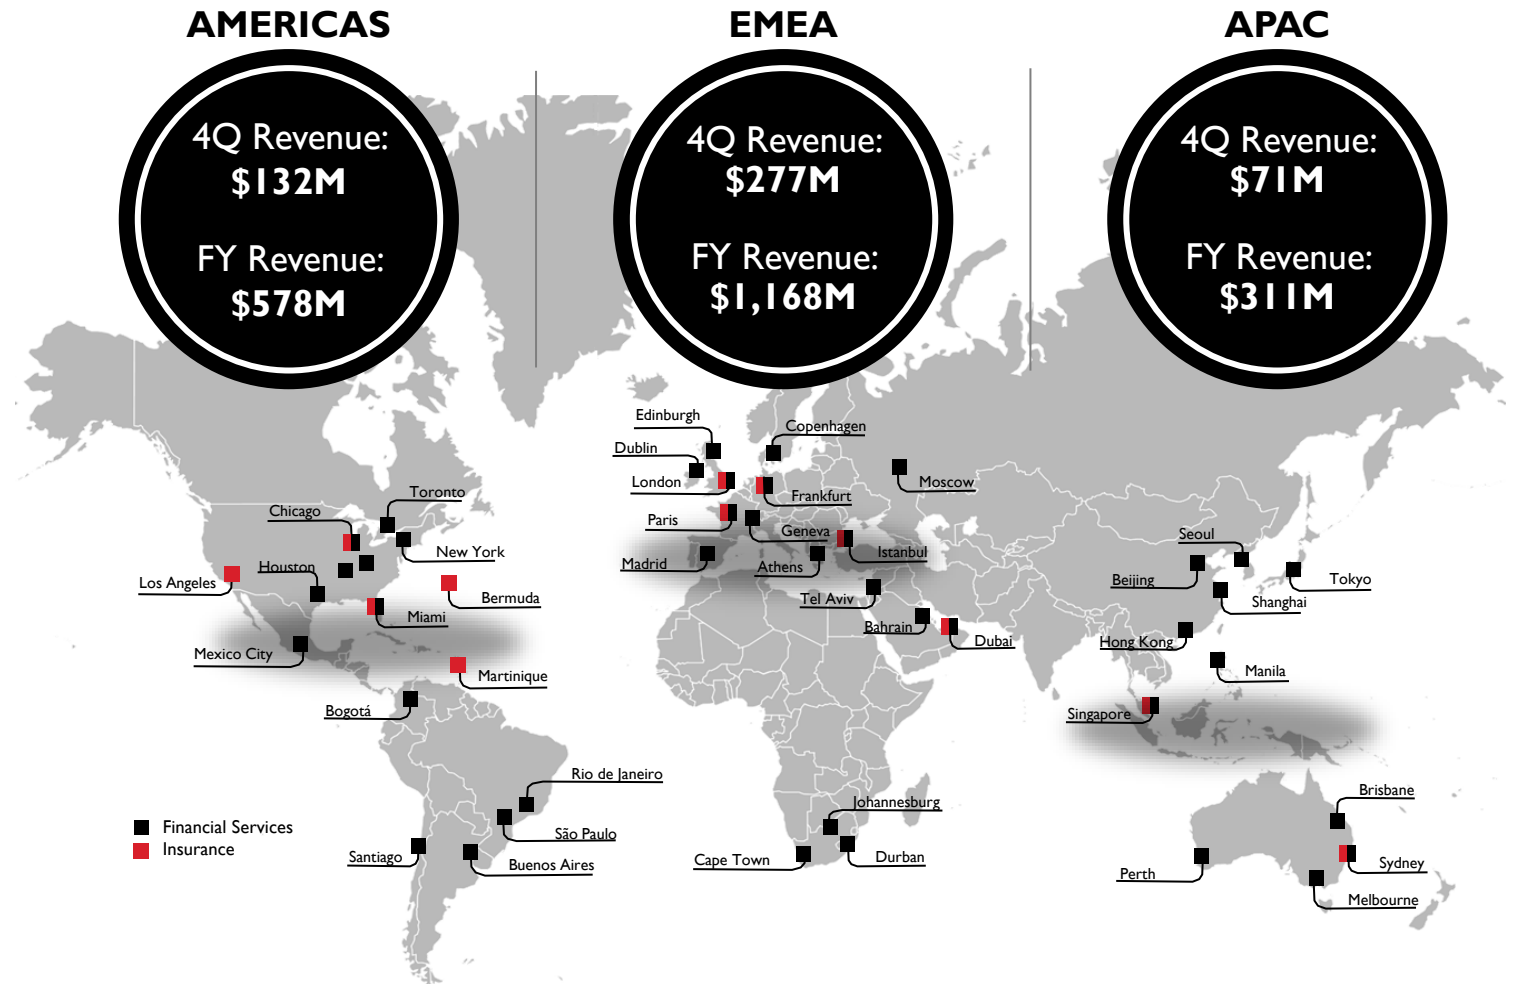 AMERICAS
EMEA
APAC
4Q Revenue:
$132M
FY Revenue:
$578M
4Q Revenue:
$277M
FY Revenue:
$1,168M
4Q Revenue:
$71M
FY Revenue:
$311M
Toronto
Chicago
New York
Houston
Los Angeles
Bermuda
Miami
Mexico City
Martinique
Bogotá
Rio de Janeiro
São Paulo
Santiago
Buenos Aires
Edinburgh
Copenhagen
Dublin
London
Moscow
Frankfurt
Paris
Geneva
Istanbul
Madrid
Athens
Tel Aviv
Bahrain
Dubai
Johannesburg
Cape Town
Durban
Seoul
Beijing
Tokyo
Shanghai
Hong Kong
Manila
Singapore
Brisbane
Sydney
Perth
Melbourne
Financial Services
Insurance